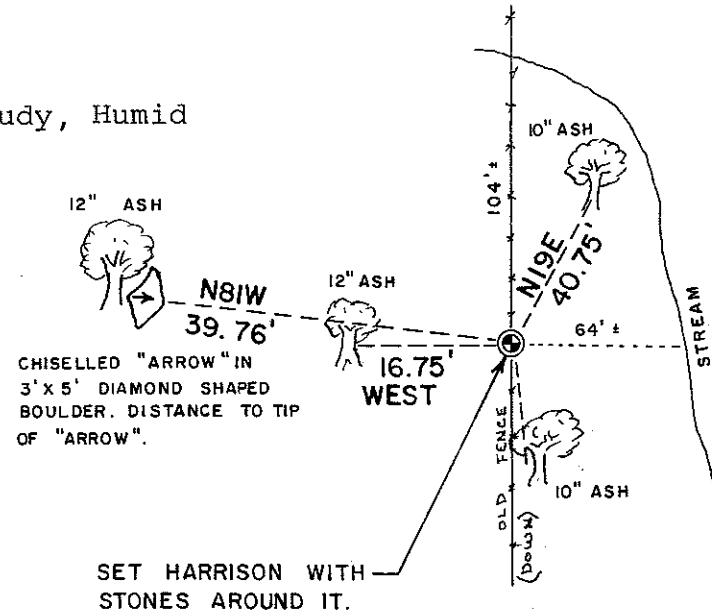 udy, Humid
10" ASH
104' ±
12" ASH
N19E
40.75'
N81W
39.76'
12" ASH
64' ±
STREAM
16.75'
WEST
CHISELLED "ARROW" IN
3' X 5' DIAMOND SHAPED
BOULDER. DISTANCE TO TIP
OF "ARROW".
OLD FENCE
(DOWN)
10" ASH
SET HARRISON WITH
STONES AROUND IT.